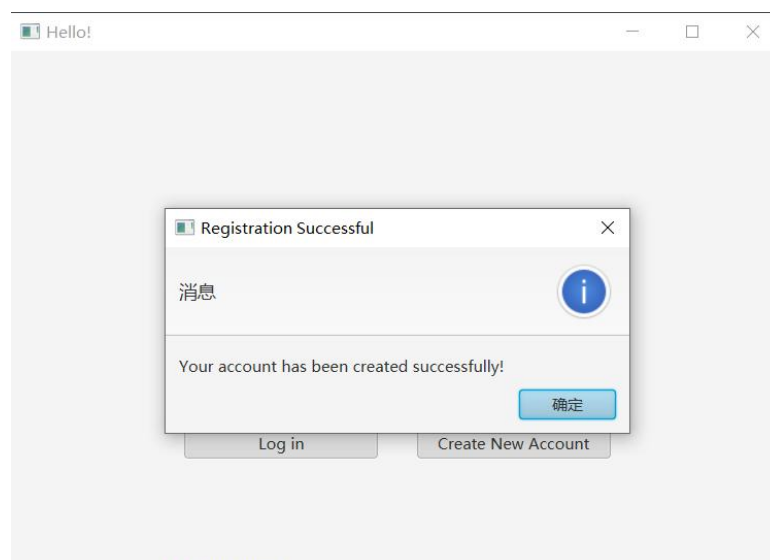 Hello!
Registration Successful
消息
Your account has been created successfully!
确定
Log in
Create New Account